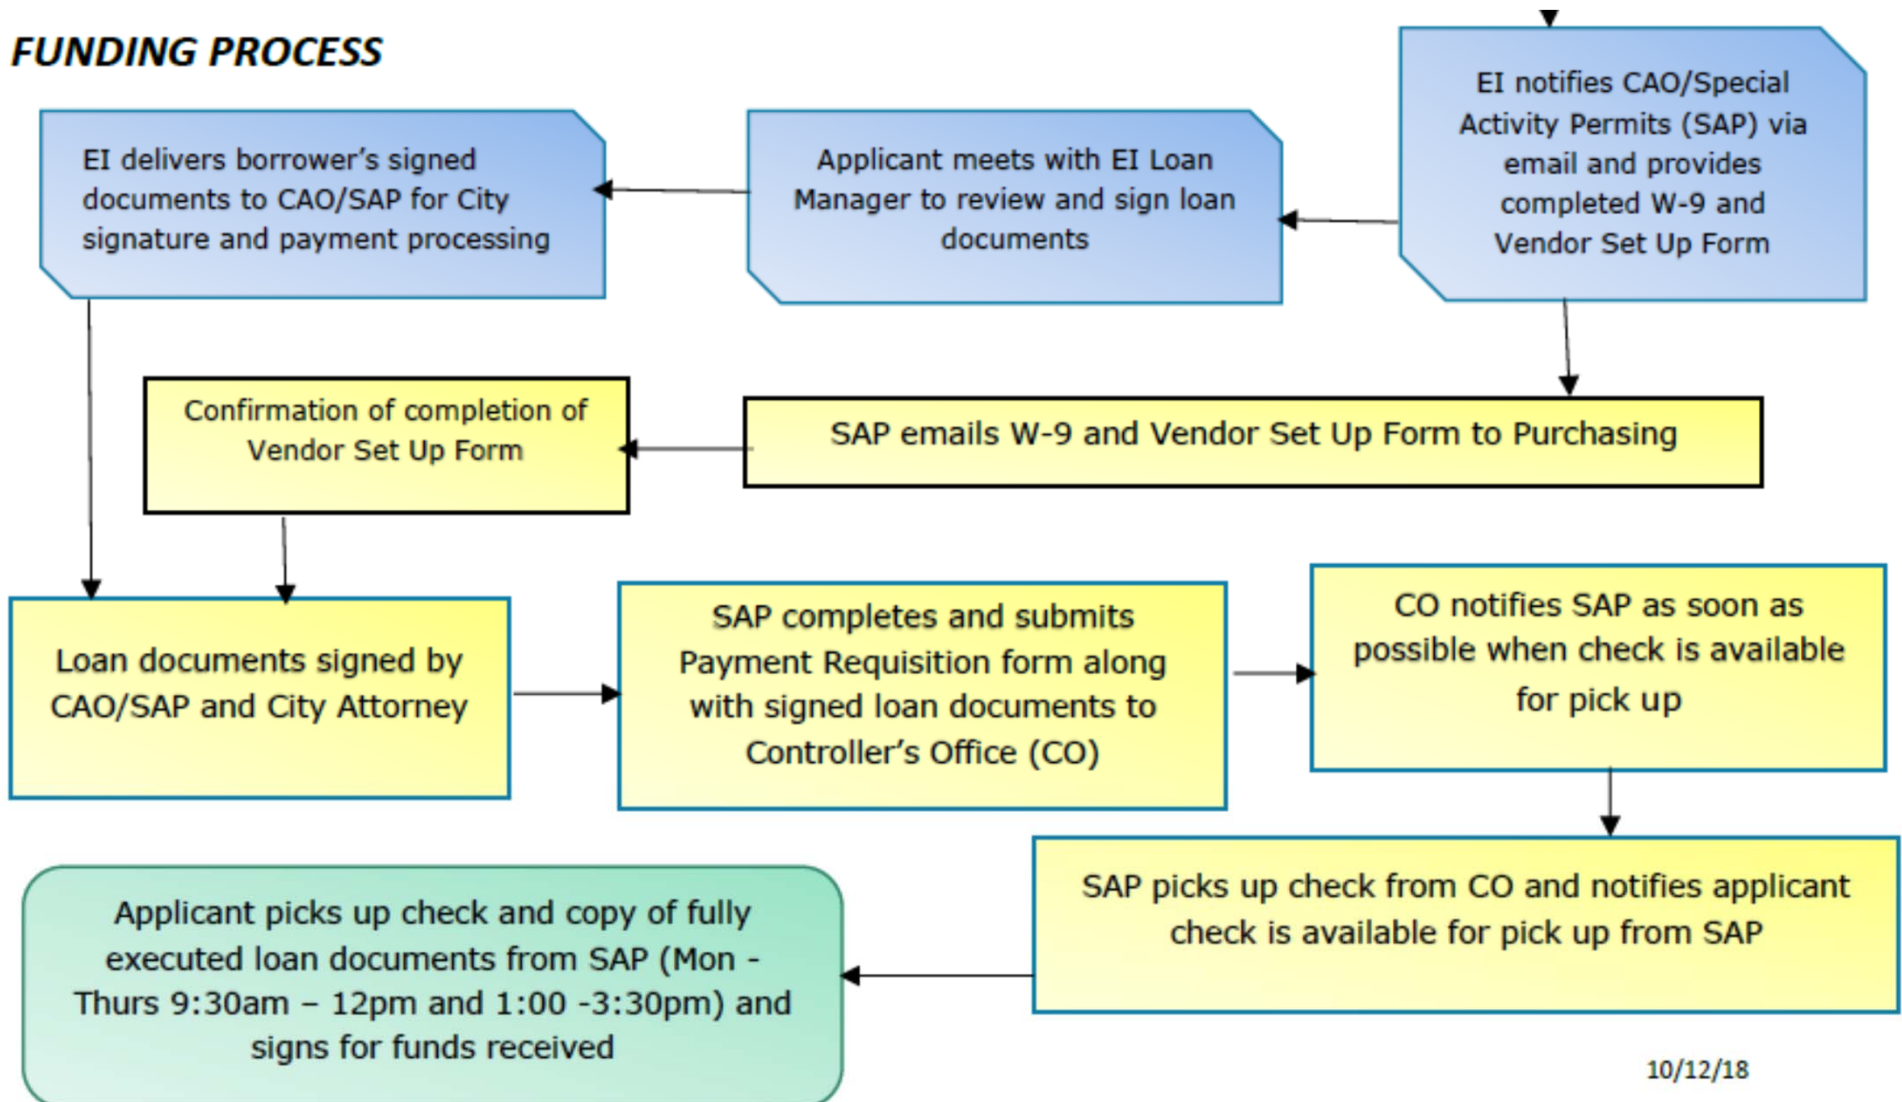 FUNDING PROCESS
EI notifies CAO/Special
Activity Permits (SAP) via
email and provides
completed W-9 and
Vendor Set Up Form
Applicant meets with EI Loan
Manager to review and sign loan
documents
EI delivers borrower’s signed
documents to CAO/SAP for City
signature and payment processing
SAP emails W-9 and Vendor Set Up Form to Purchasing
Confirmation of completion of
Vendor Set Up Form
Loan documents signed by
CAO/SAP and City Attorney
SAP completes and submits
Payment Requisition form along
with signed loan documents to
Controller’s Office (CO)
CO notifies SAP as soon as
possible when check is available
for pick up
SAP picks up check from CO and notifies applicant
check is available for pick up from SAP
Applicant picks up check and copy of fully
executed loan documents from SAP (Mon -
Thurs 9:30am – 12pm and 1:00 -3:30pm) and
signs for funds received
10/12/18